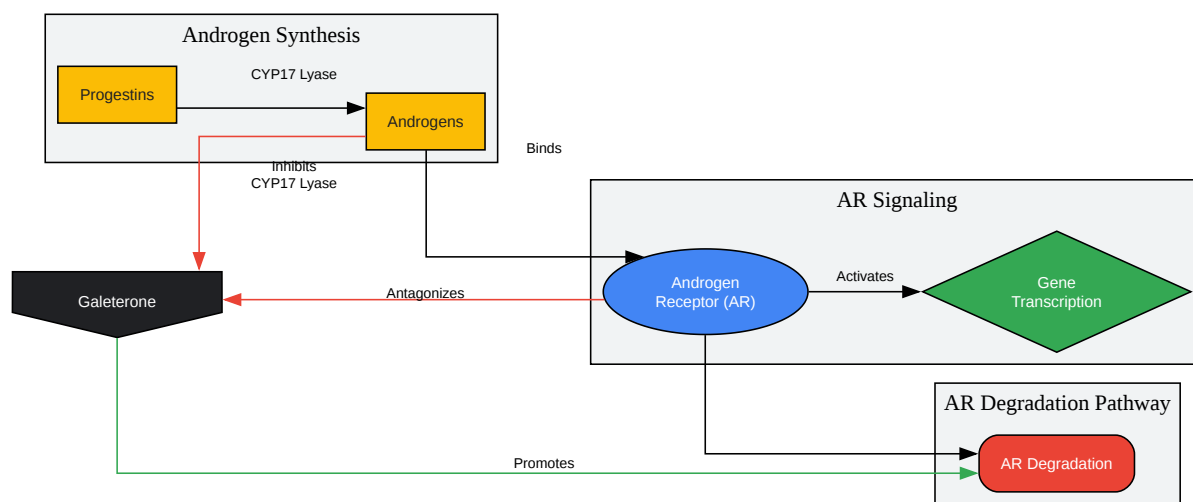 Androgen Synthesis
Progestins
CYP17 Lyase
Androgens
Inhibits
CYP17 Lyase
Binds
AR Signaling
Galeterone
Antagonizes
Androgen
Receptor (AR)
Activates
Gene
Transcription
AR Degradation Pathway
Promotes
AR Degradation